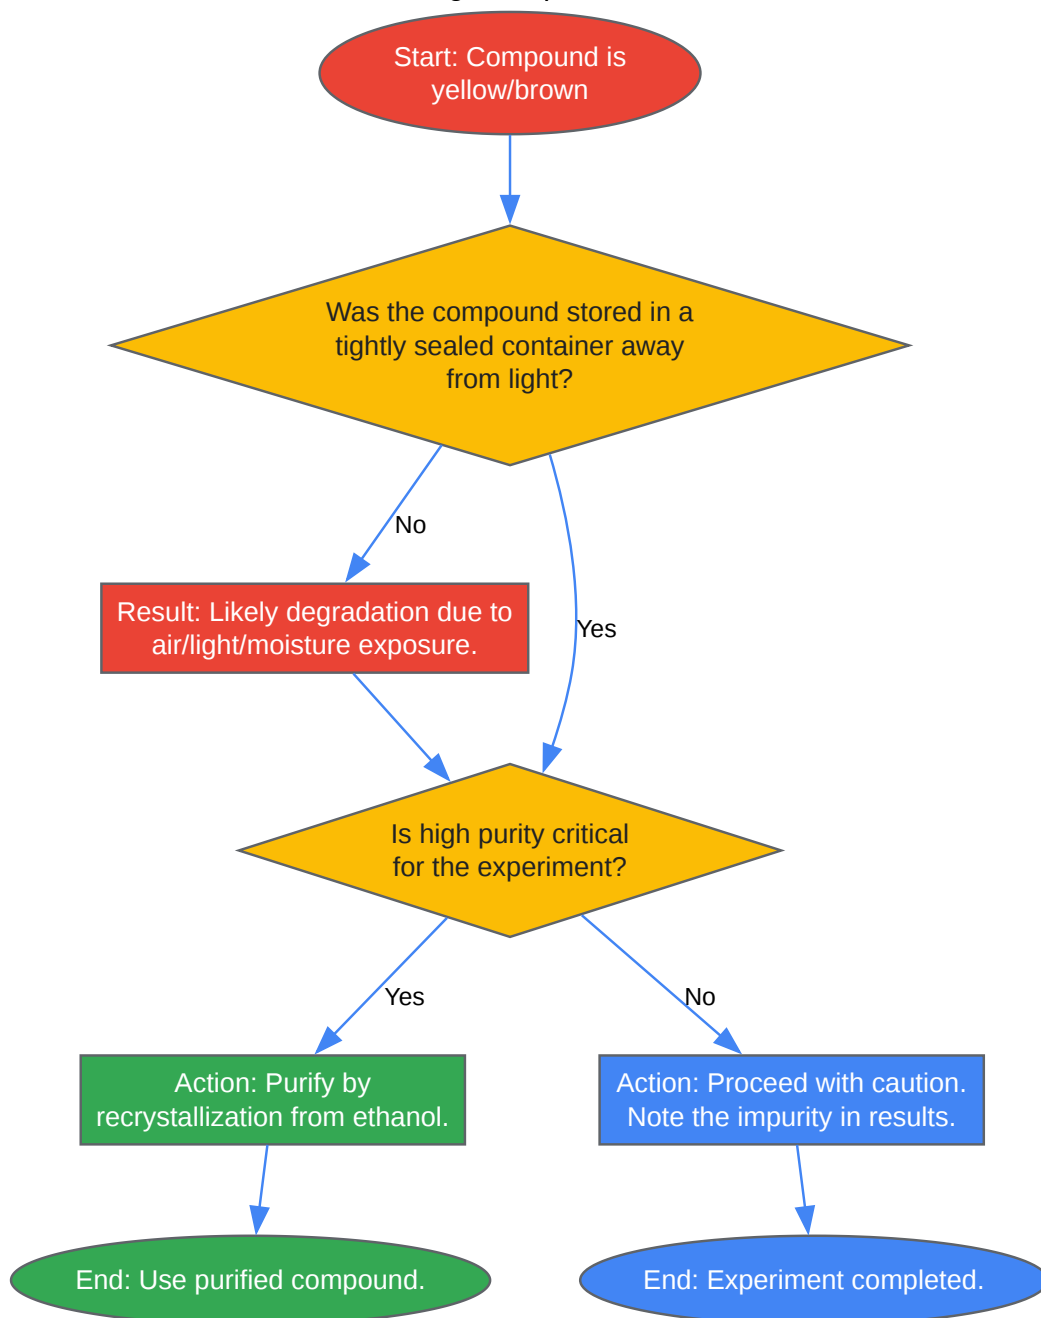 Start: Compound is
yellow/brown
Was the compound stored in a
tightly sealed container away
from light?
No
Result: Likely degradation due to
air/light/moisture exposure.
Yes
Is high purity critical
for the experiment?
Yes
No
Action: Purify by
recrystallization from ethanol.
Action: Proceed with caution.
Note the impurity in results.
End: Use purified compound.
End: Experiment completed.